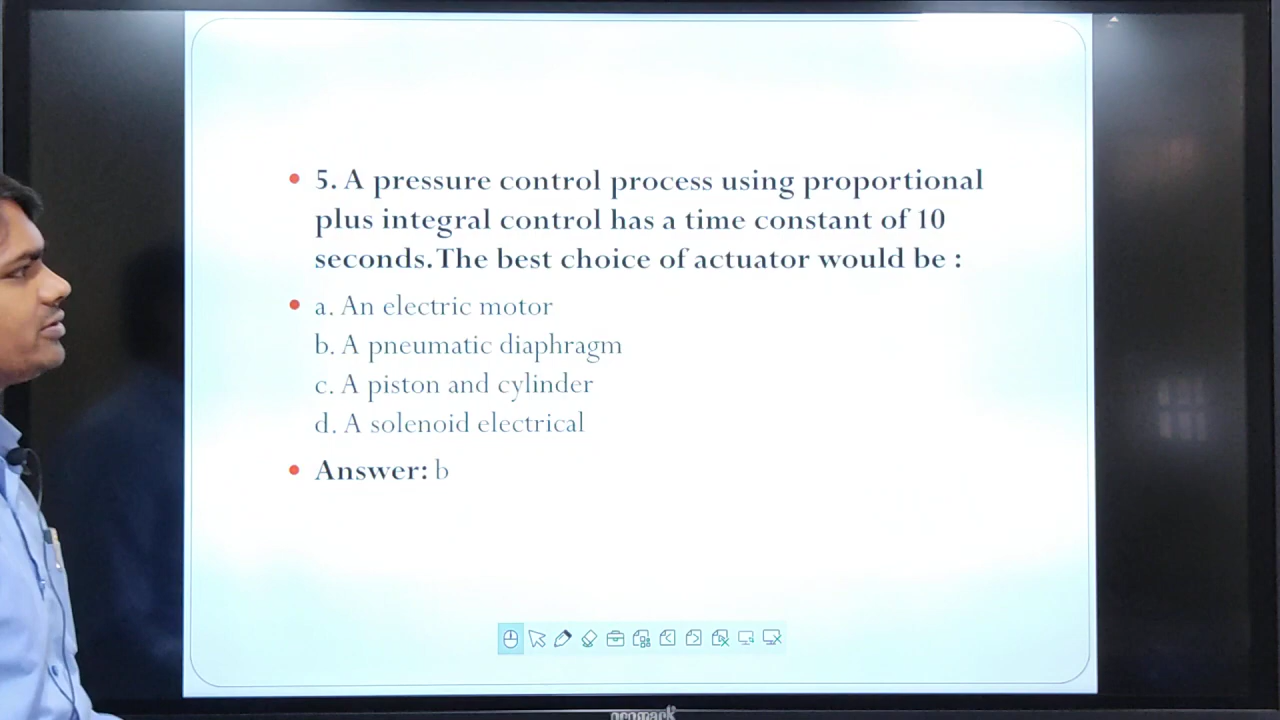 5. A pressure control process using proportional
plus integral control has a time constant of 10
seconds. The best choice of actuator would be :
a. An electric motor
b. A pneumatic diaphragm
c. A piston and cylinder
d. A solenoid electrical
Answer: b